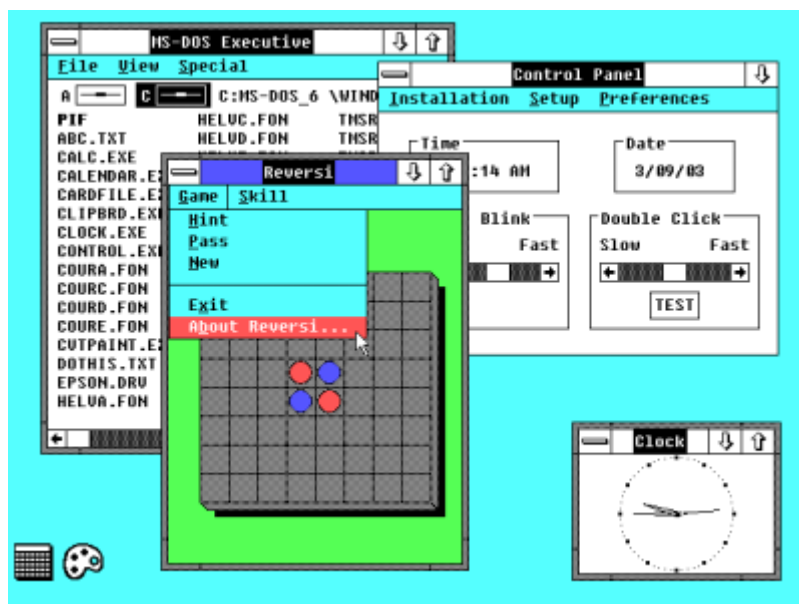 MS-DOS Executive
File View Special
A C C:MS-DOS_6 \WIND
PIF HELVC.FON TMSR
ABC.TXT HELVD.FON TMSR
CALC.EXE
CALENDAR.E
CARDFILE.E
CLIPBRD.EX
CLOCK.EXE
CONTROL.EX
COURA.FON
COURC.FON
COURD.FON
COURE.FON
CVTPAINT.E
DOTHIS.TXT
EPSON.DRV
HELVA.FON
Control Panel
Installation Setup Preferences
Time
:14 AM
Date
3/09/03
Blink
Fast
Double Click
Slow Fast
TEST
Reversi
Game Skill
Hint
Pass
New
Exit
About Reversi...
Clock